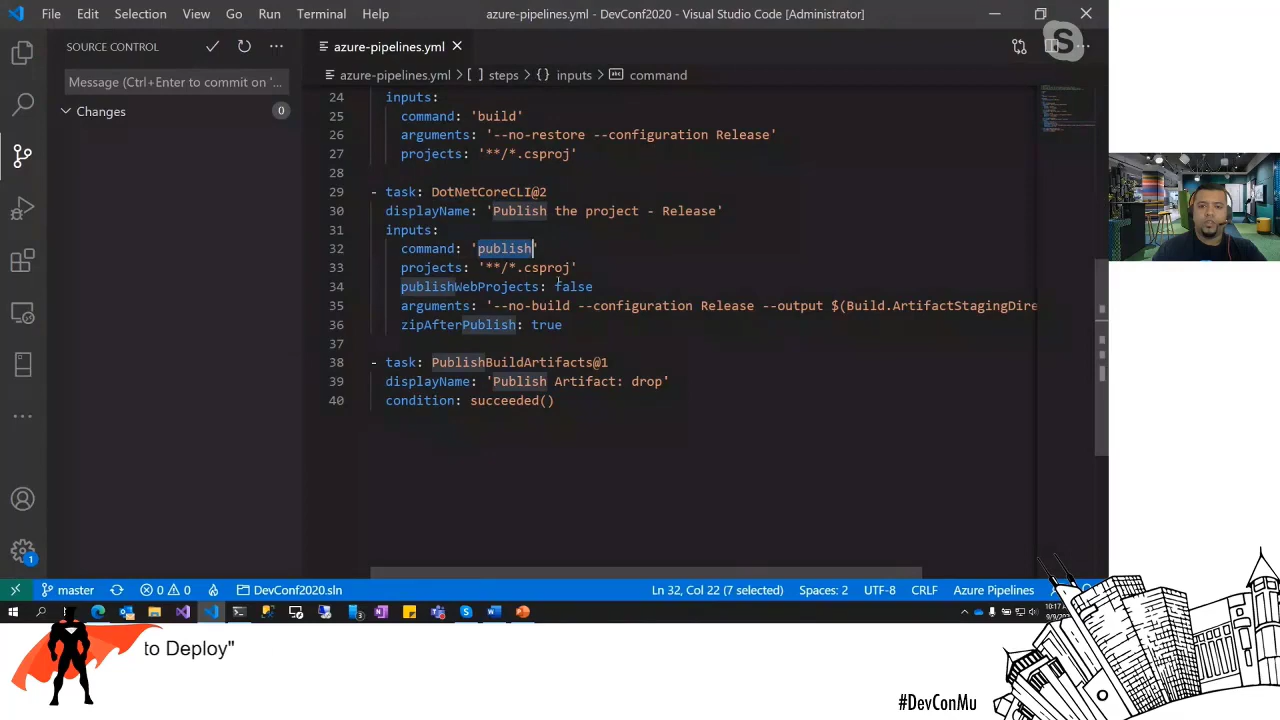 File Edit Selection View Go Run Terminal Help azure-pipelines.yml - DevConf2020 - Visual Studio Code [Administrator]
SOURCE CONTROL
azure-pipelines.yml
Message (Ctrl+Enter to commit on '...
azure-pipelines.yml > [ ] steps > {} inputs > abc command
Changes 0
24 inputs:
25 command: 'build'
26 arguments: '--no-restore --configuration Release'
27 projects: '**/*.csproj'
28
29 - task: DotNetCoreCLI@2
30 displayName: 'Publish the project - Release'
31 inputs:
32 command: 'publish'
33 projects: '**/*.csproj'
34 publishWebProjects: false
35 arguments: '--no-build --configuration Release --output $(Build.ArtifactStagingDire
36 zipAfterPublish: true
37
38 - task: PublishBuildArtifacts@1
39 displayName: 'Publish Artifact: drop'
40 condition: succeeded()
1
master 0 0 DevConf2020.sln Ln 32, Col 22 (7 selected) Spaces: 2 UTF-8 CRLF Azure Pipelines
10:17
to Deploy"
#DevConMu